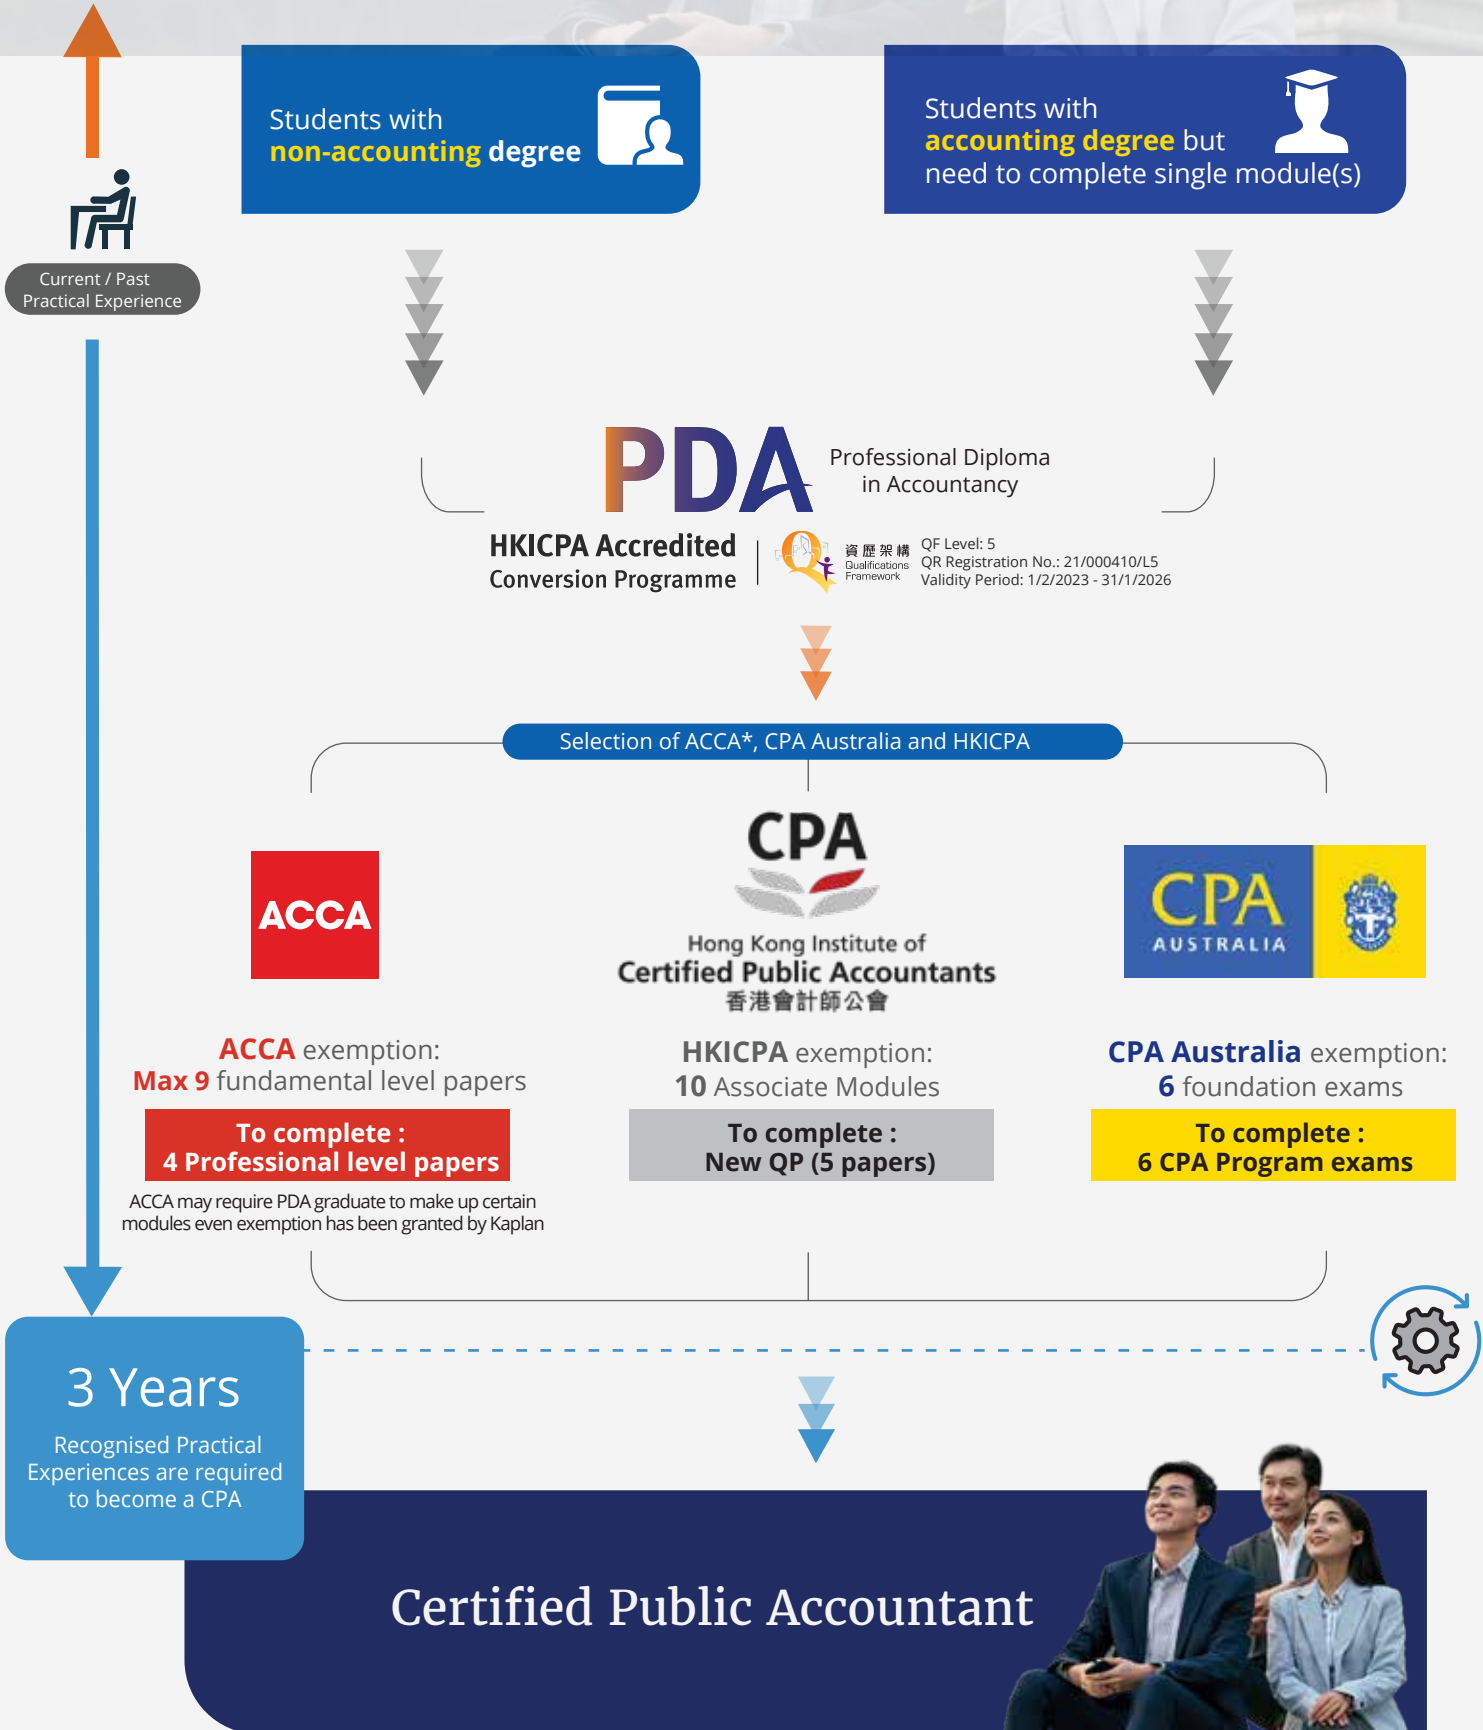 Students with
non-accounting degree
Students with
accounting degree but
need to complete single module(s)
Current / Past
Practical Experience
PDA
Professional Diploma
in Accountancy
HKICPA Accredited
Conversion Programme
資歷架構
Qualifications
Framework
QF Level: 5
QR Registration No.: 21/000410/L5
Validity Period: 1/2/2023 - 31/1/2026
Selection of ACCA*, CPA Australia and HKICPA
ACCA
CPA
Hong Kong Institute of
Certified Public Accountants
香港會計師公會
CPA
AUSTRALIA
ACCA exemption:
Max 9 fundamental level papers
To complete :
4 Professional level papers
ACCA may require PDA graduate to make up certain
modules even exemption has been granted by Kaplan
HKICPA exemption:
10 Associate Modules
To complete :
New QP (5 papers)
CPA Australia exemption:
6 foundation exams
To complete :
6 CPA Program exams
3 Years
Recognised Practical
Experiences are required
to become a CPA
Certified Public Accountant